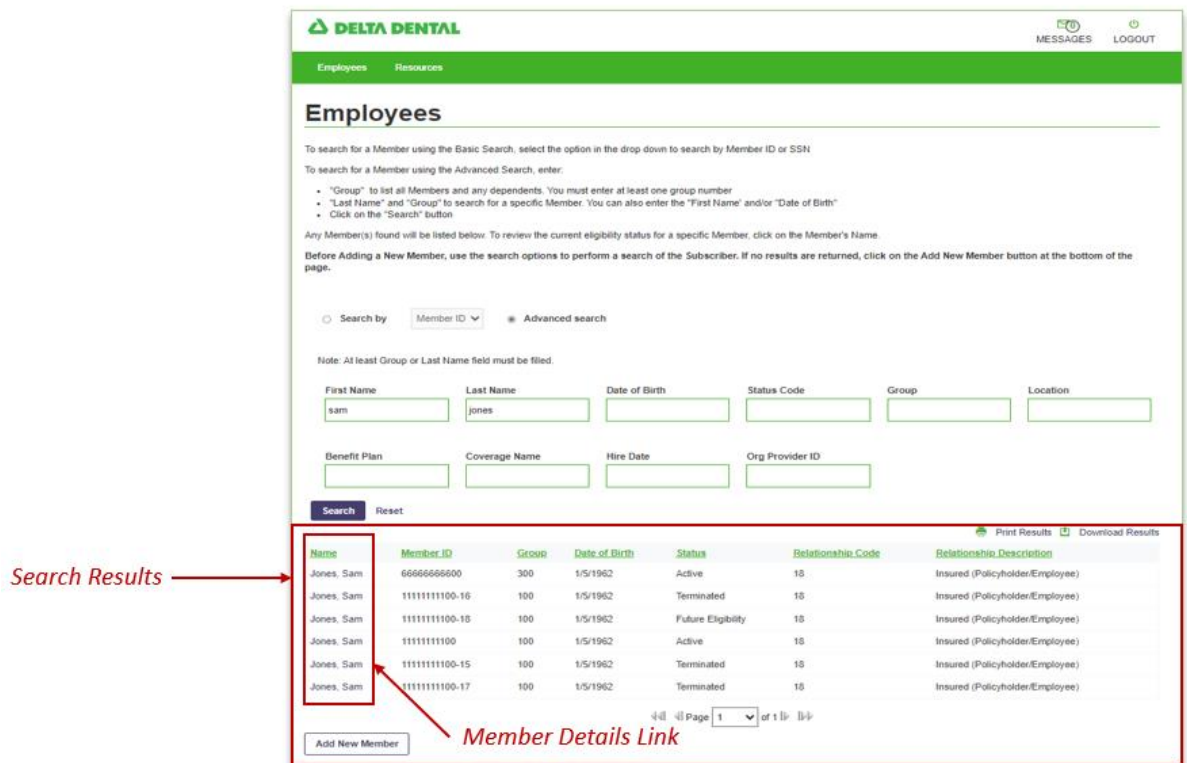 DELTA DENTAL
0
MESSAGES LOGOUT
Employees Resources
Employees
To search for a Member using the Basic Search, select the option in the drop down to search by Member ID or SSN
To search for a Member using the Advanced Search, enter:
• "Group" to list all Members and any dependents. You must enter at least one group number
• "Last Name" and "Group" to search for a specific Member. You can also enter the "First Name' and/or "Date of Birth"
• Click on the "Search" button
Any Member(s) found will be listed below. To review the current eligibility status for a specific Member, click on the Member's Name.
Before Adding a New Member, use the search options to perform a search of the Subscriber. If no results are returned, click on the Add New Member button at the bottom of the
page.
Search by Member ID Advanced search
Note: At least Group or Last Name field must be filled.
First Name Last Name Date of Birth Status Code Group Location
sam jones
Benefit Plan Coverage Name Hire Date Org Provider ID
Search Reset
Print Results Download Results
Name Member ID Group Date of Birth Status Relationship Code Relationship Description
Search Results
Jones, Sam 66666666600 300 1/5/1962 Active 18 Insured (Policyholder/Employee)
Jones, Sam 11111111100-16 100 1/5/1962 Terminated 18 Insured (Policyholder/Employee)
Jones, Sam 11111111100-18 100 1/5/1962 Future Eligibility 18 Insured (Policyholder/Employee)
Jones, Sam 11111111100 100 1/5/1962 Active 18 Insured (Policyholder/Employee)
Jones, Sam 11111111100-15 100 1/5/1962 Terminated 18 Insured (Policyholder/Employee)
Jones, Sam 11111111100-17 100 1/5/1962 Terminated 18 Insured (Policyholder/Employee)
Page 1 of 1
Add New Member
Member Details Link